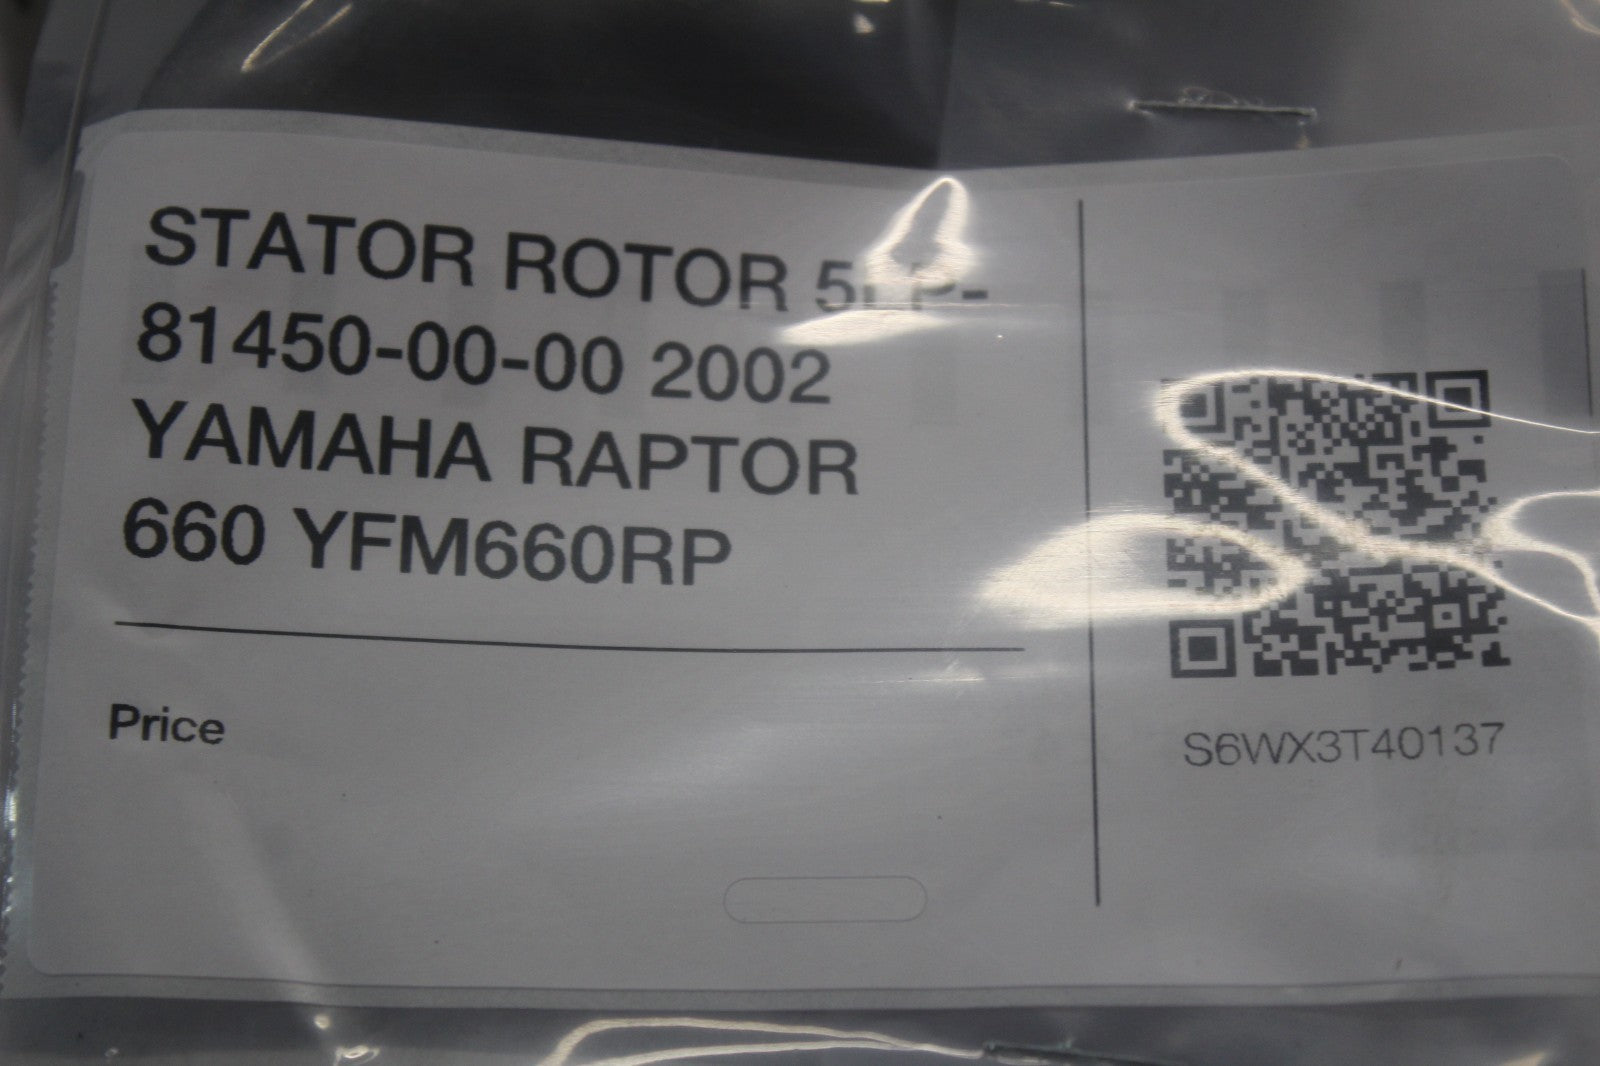 STATOR ROTOR
81450-00-00 2002
YAMAHA RAPTOR
660 YFM660RP
Price
S6WX3T40137